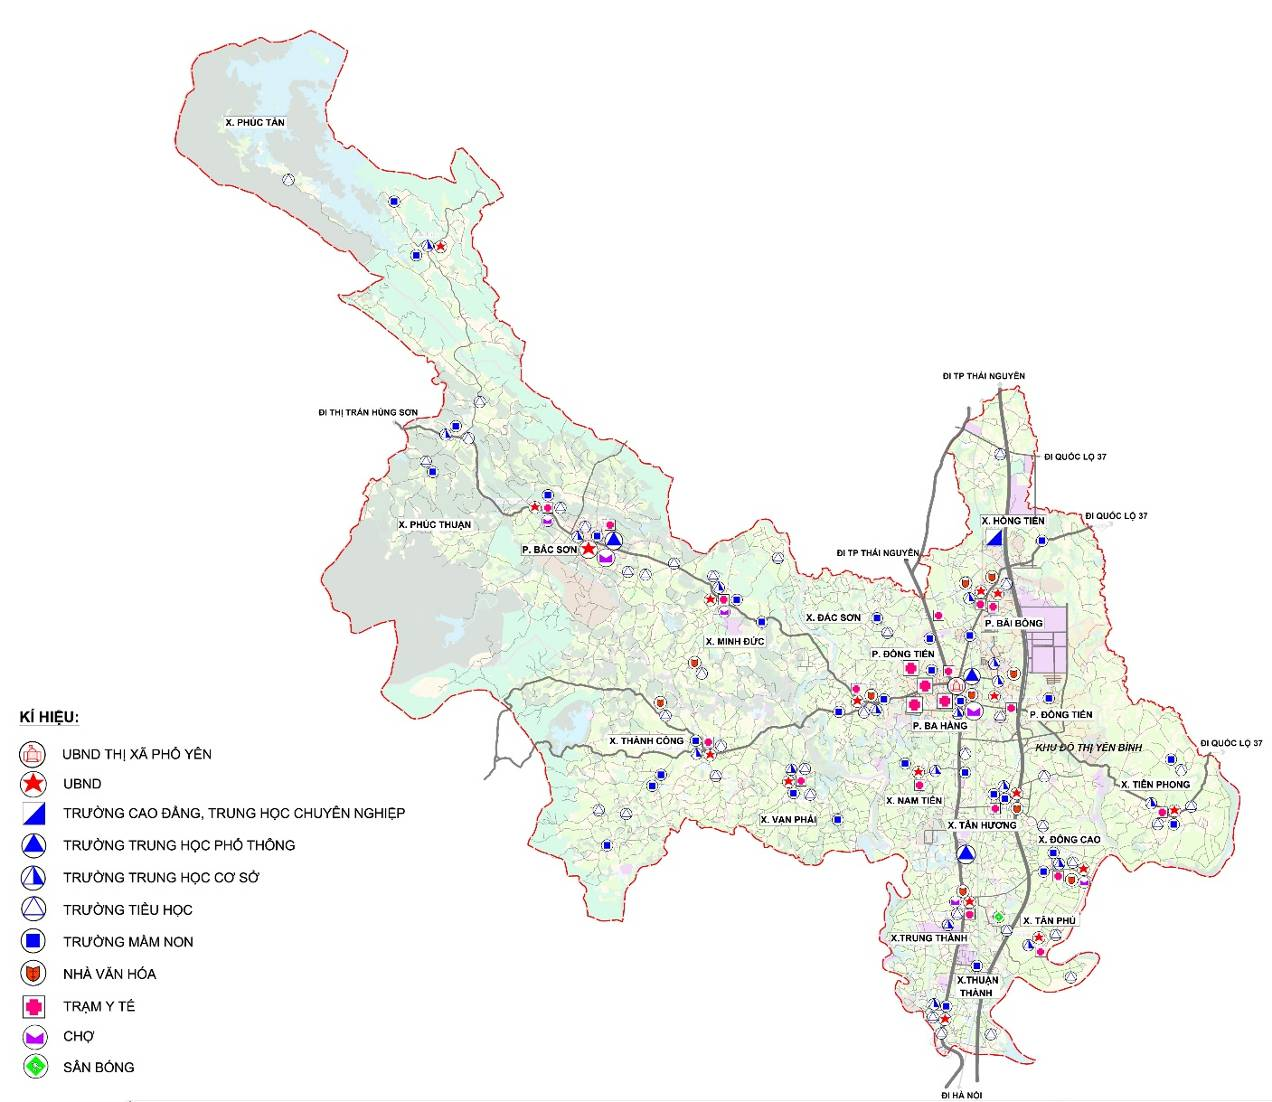 X. PHÚC TÂN
ĐI TP THÁI NGUYÊN
ĐI THỊ TRẤN HÙNG SƠN
ĐI QUỐC LỘ 37
X. HỒNG TIẾN
ĐI QUỐC LỘ 37
X. PHÚC THUẬN
P. BẮC SƠN
ĐI TP THÁI NGUYÊN
X. ĐẮC SƠN
P. BÃI BÔNG
X. MINH ĐỨC
P. ĐỒNG TIẾN
P. ĐỒNG TIẾN
P. BA HÀNG
X. THÀNH CÔNG
KHU ĐÔ THỊ YÊN BÌNH
ĐI QUỐC LỘ 37
X. TIÊN PHONG
X. NAM TIẾN
X. VẠN PHÁI
X. TÂN HƯƠNG
X. ĐÔNG CAO
X. TÂN PHÚ
X.TRUNG THÀNH
X.THUẬN
THÀNH
ĐI HÀ NỘI
KÍ HIỆU:
UBND THỊ XÃ PHỔ YÊN
UBND
TRƯỜNG CAO ĐẲNG, TRUNG HỌC CHUYÊN NGHIỆP
TRƯỜNG TRUNG HỌC PHỔ THÔNG
TRƯỜNG TRUNG HỌC CƠ SỞ
TRƯỜNG TIỂU HỌC
TRƯỜNG MẦM NON
NHÀ VĂN HÓA
TRẠM Y TẾ
CHỢ
SÂN BÓNG